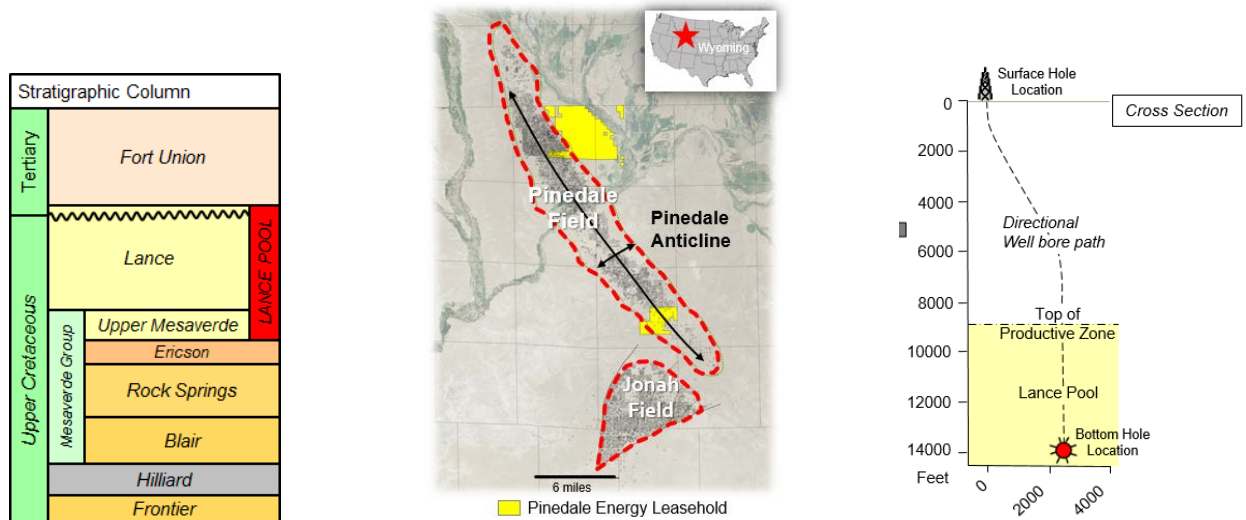 Stratigraphic Column
Tertiary
Fort Union
Upper Cretaceous
Lance
LANCE POOL
Mesaverde Group
Upper Mesaverde
Ericson
Rock Springs
Blair
Hilliard
Frontier
Wyoming
Pinedale
Field
Pinedale
Anticline
Jonah
Field
6 miles
Pinedale Energy Leasehold
Surface Hole
Location
Cross Section
0
2000
4000
6000
8000
10000
12000
14000
Feet
Directional
Well bore path
Top of
Productive Zone
Lance Pool
Bottom Hole
Location
0
2000
4000